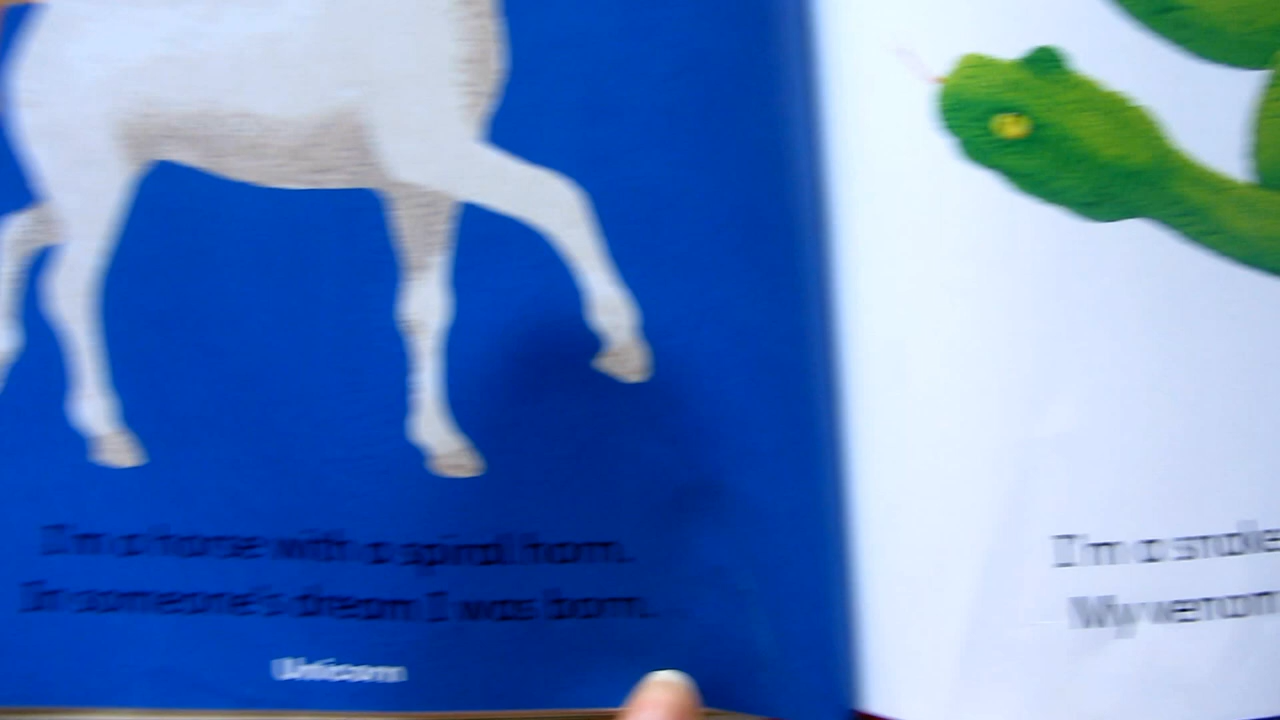 I'm a horse with a spiral horn.
In someone's dream I was born.
Unicorn
I'm a snake
My venom